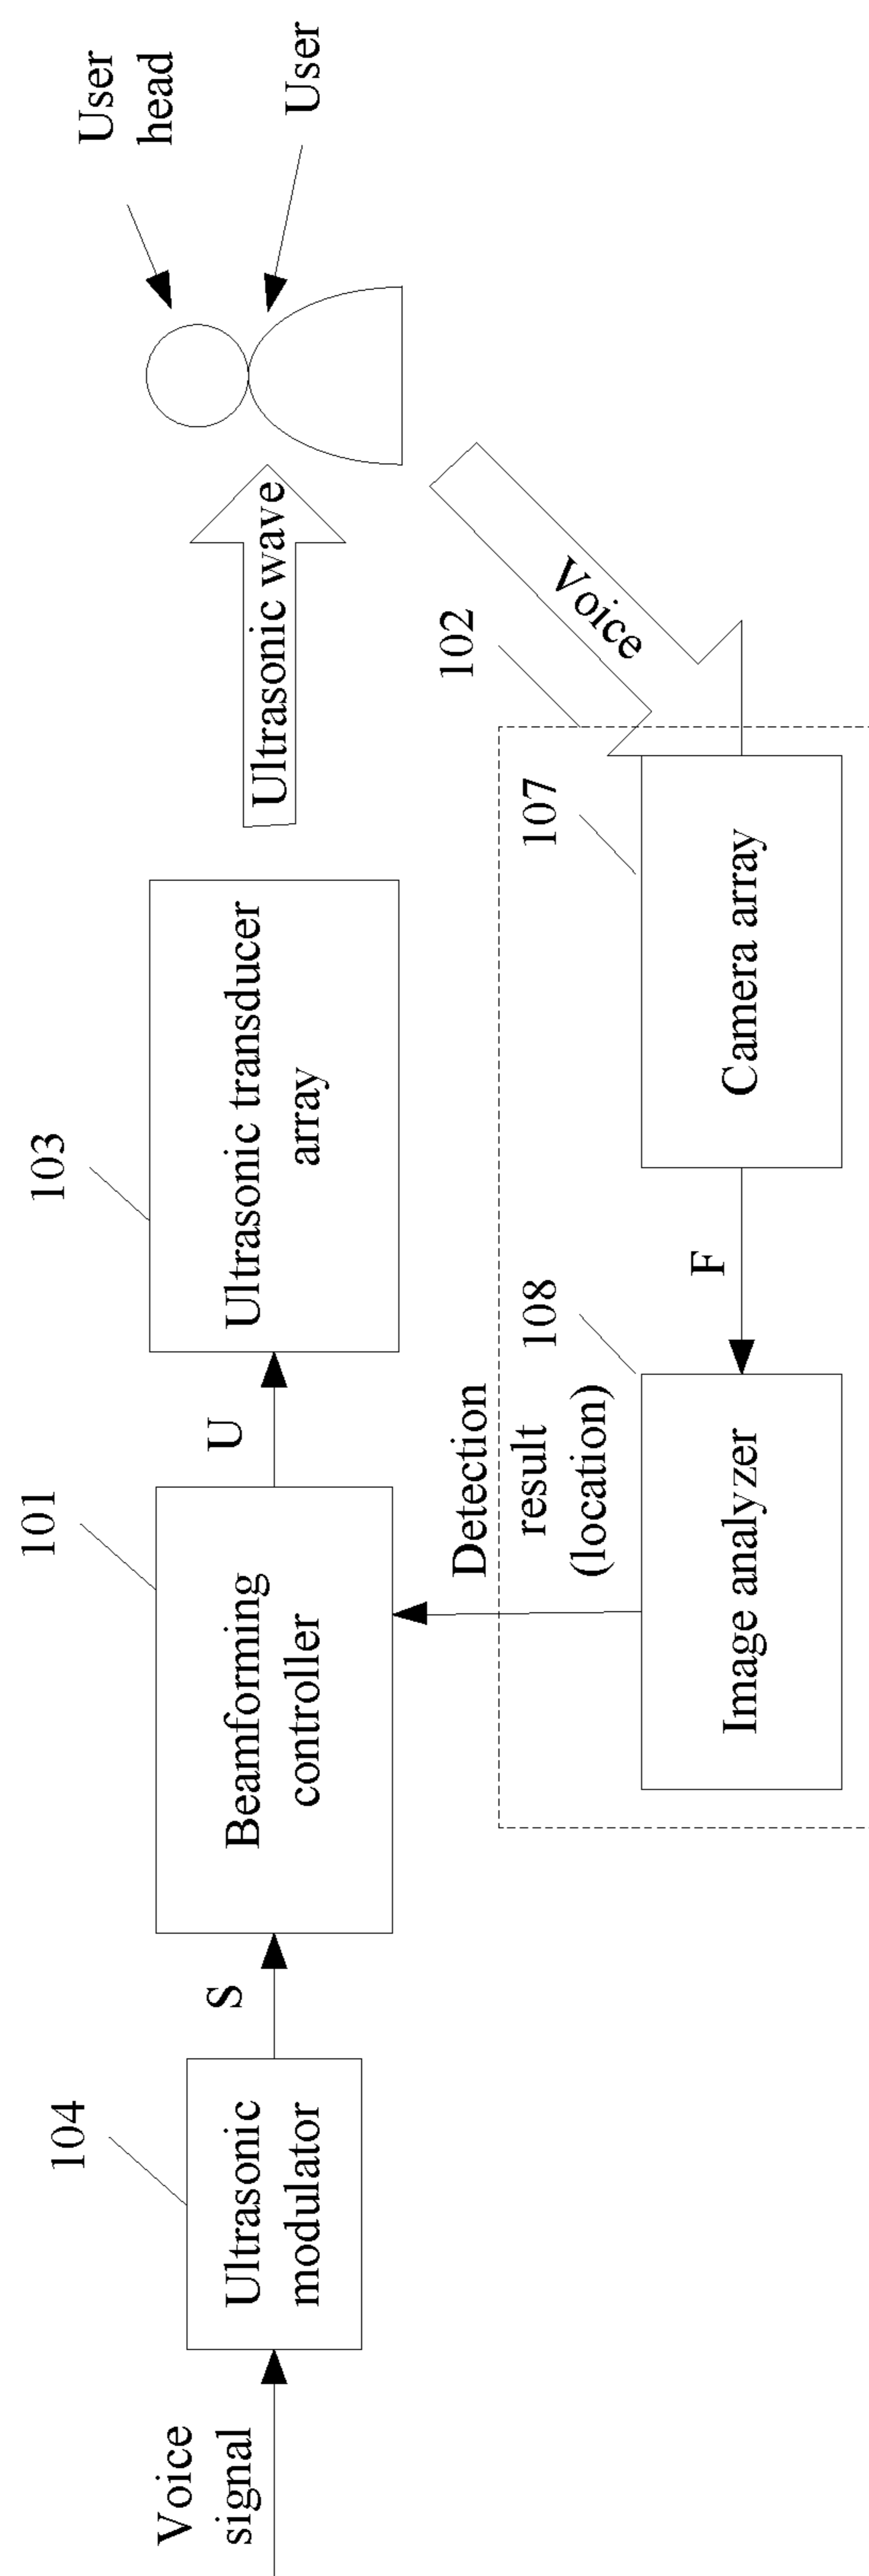 Voice
signal
104
Ultrasonic
modulator
S
101
Beamforming
controller
U
103
Ultrasonic transducer
array
Ultrasonic wave
User
head
User
Voice
102
107
Camera array
F
108
Image analyzer
Detection
result
(location)